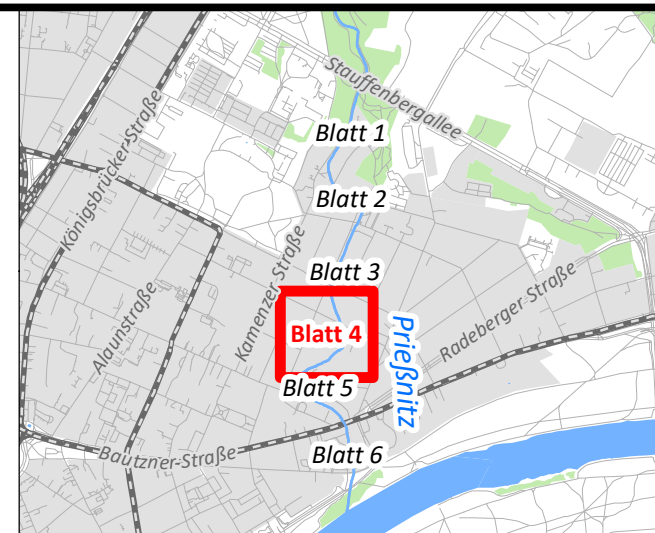 Stauffenbergallee
Blatt 1
Königsbrücker-Straße
Blatt 2
Kamenzer-Straße
Blatt 3
Alaunstraße
Radeberger-Straße
Blatt 4
Prießnitz
Blatt 5
Bautzner-Straße
Blatt 6